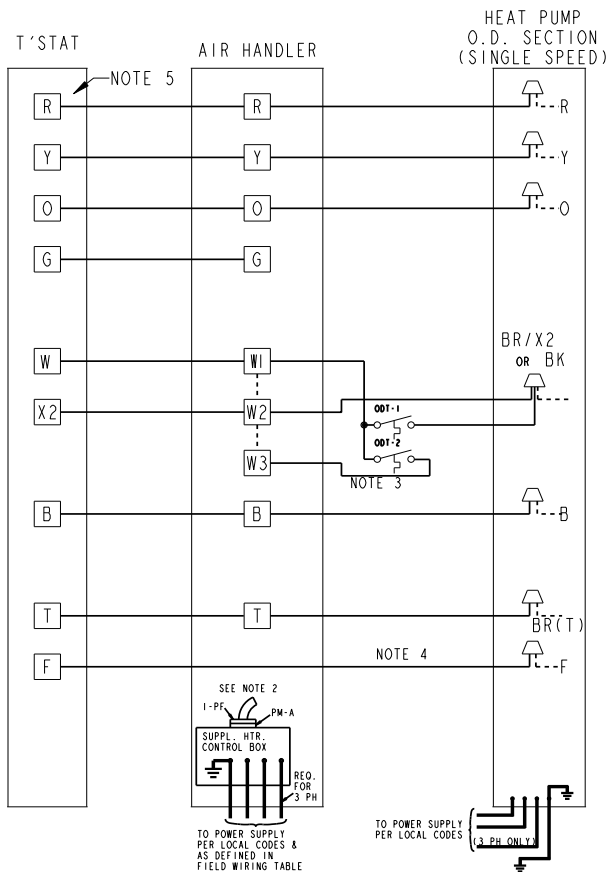 HEAT PUMP
O.D. SECTION
(SINGLE SPEED)
T'STAT
AIR HANDLER
NOTE 5
R
R
R
Y
Y
Y
O
O
O
G
G
BR/X2
OR BK
W
W1
X2
W2
ODT-1
ODT-2
W3
NOTE 3
B
B
B
T
T
BR(T)
F
NOTE 4
F
SEE NOTE 2
1-PF
PM-A
SUPPL. HTR.
CONTROL BOX
REQ.
FOR
3 PH
TO POWER SUPPLY
PER LOCAL CODES &
AS DEFINED IN
FIELD WIRING TABLE
TO POWER SUPPLY
PER LOCAL CODES
(3 PH ONLY)